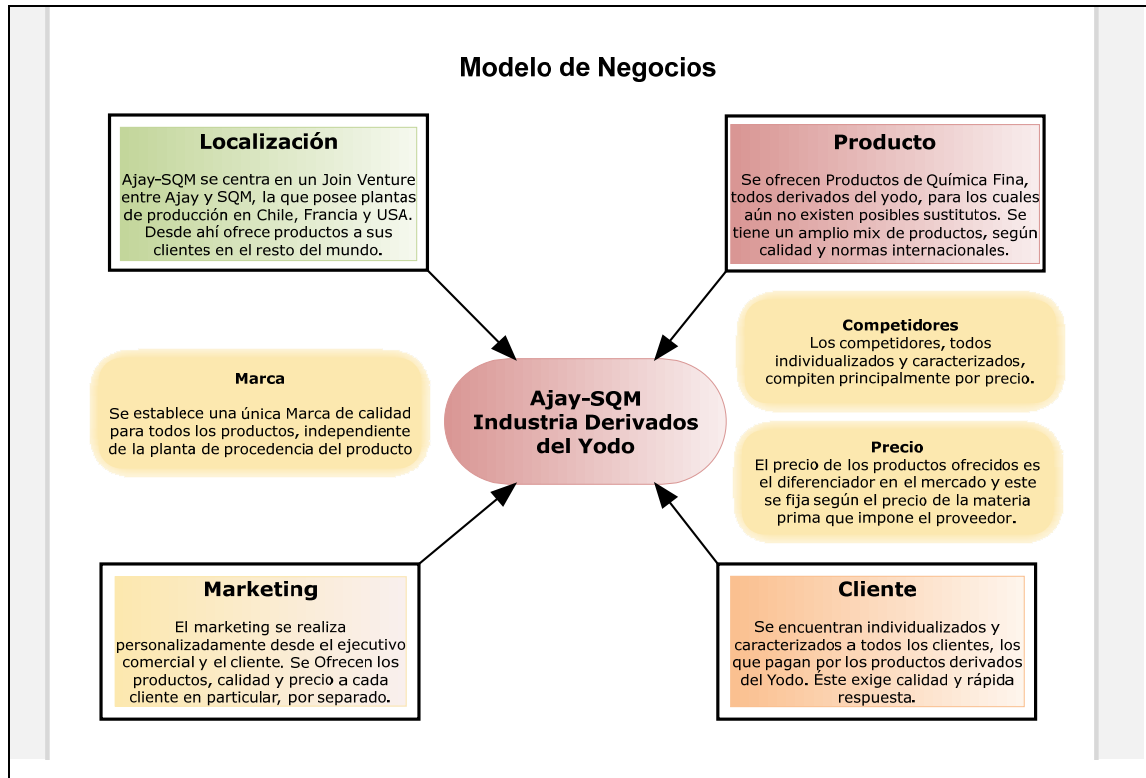 Modelo de Negocios
Localización
Ajay-SQM se centra en un Join Venture
entre Ajay y SQM, la que posee plantas
de producción en Chile, Francia y USA.
Desde ahí ofrece productos a sus
clientes en el resto del mundo.
Producto
Se ofrecen Productos de Química Fina,
todos derivados del yodo, para los cuales
aún no existen posibles sustitutos. Se
tiene un amplio mix de productos, según
calidad y normas internacionales.
Marca
Se establece una única Marca de calidad
para todos los productos, independiente
de la planta de procedencia del producto
Ajay-SQM
Industria Derivados
del Yodo
Competidores
Los competidores, todos
individualizados y caracterizados,
compiten principalmente por precio.
Precio
El precio de los productos ofrecidos es
el diferenciador en el mercado y este
se fija según el precio de la materia
prima que impone el proveedor.
Marketing
El marketing se realiza
personalizadamente desde el ejecutivo
comercial y el cliente. Se Ofrecen los
productos, calidad y precio a cada
cliente en particular, por separado.
Cliente
Se encuentran individualizados y
caracterizados a todos los clientes, los
que pagan por los productos derivados
del Yodo. Éste exige calidad y rápida
respuesta.